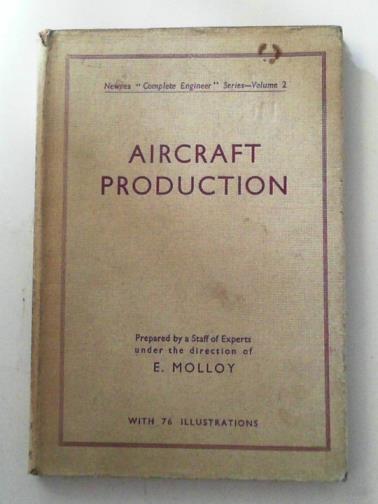 Newnes "Complete Engineer" Series—Volume 2
AIRCRAFT
PRODUCTION
Prepared by a Staff of Experts
under the direction of
E. MOLLOY
WITH 76 ILLUSTRATIONS